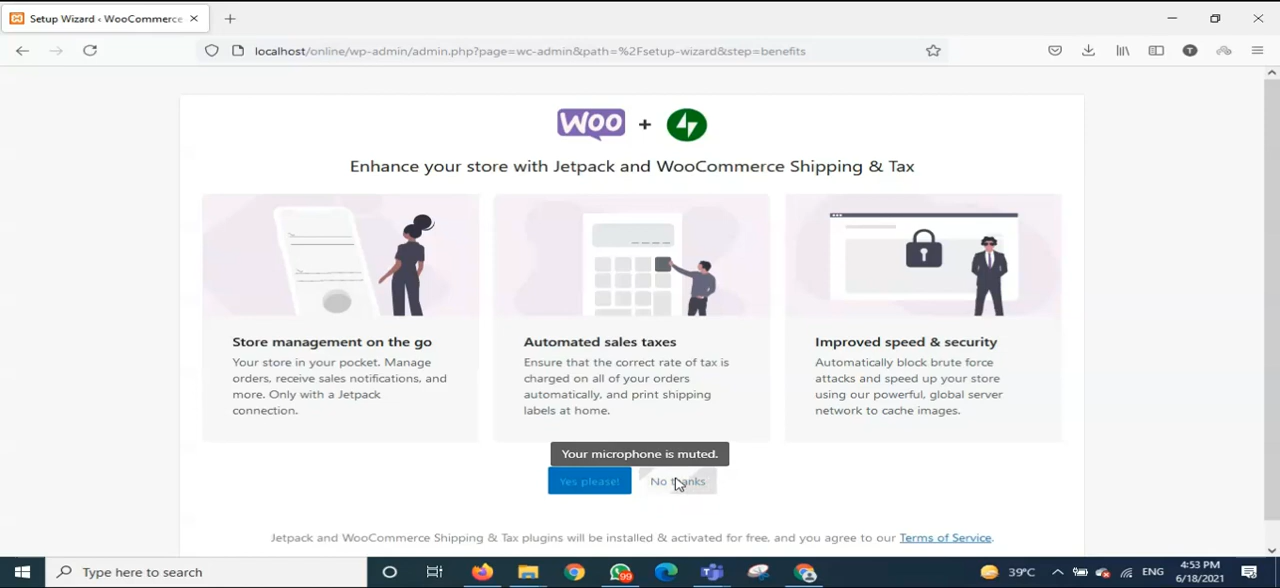 Setup Wizard ‹ WooCommerce
localhost/online/wp-admin/admin.php?page=wc-admin&path=%2Fsetup-wizard&step=benefits
WOO +
Enhance your store with Jetpack and WooCommerce Shipping & Tax
Store management on the go
Your store in your pocket. Manage
orders, receive sales notifications, and
more. Only with a Jetpack
connection.
Automated sales taxes
Ensure that the correct rate of tax is
charged on all of your orders
automatically, and print shipping
labels at home.
Improved speed & security
Automatically block brute force
attacks and speed up your store
using our powerful, global server
network to cache images.
Your microphone is muted.
Yes please!
No thanks
Jetpack and WooCommerce Shipping & Tax plugins will be installed & activated for free, and you agree to our Terms of Service.
Type here to search
99
39°C
ENG
4:53 PM
6/18/2021